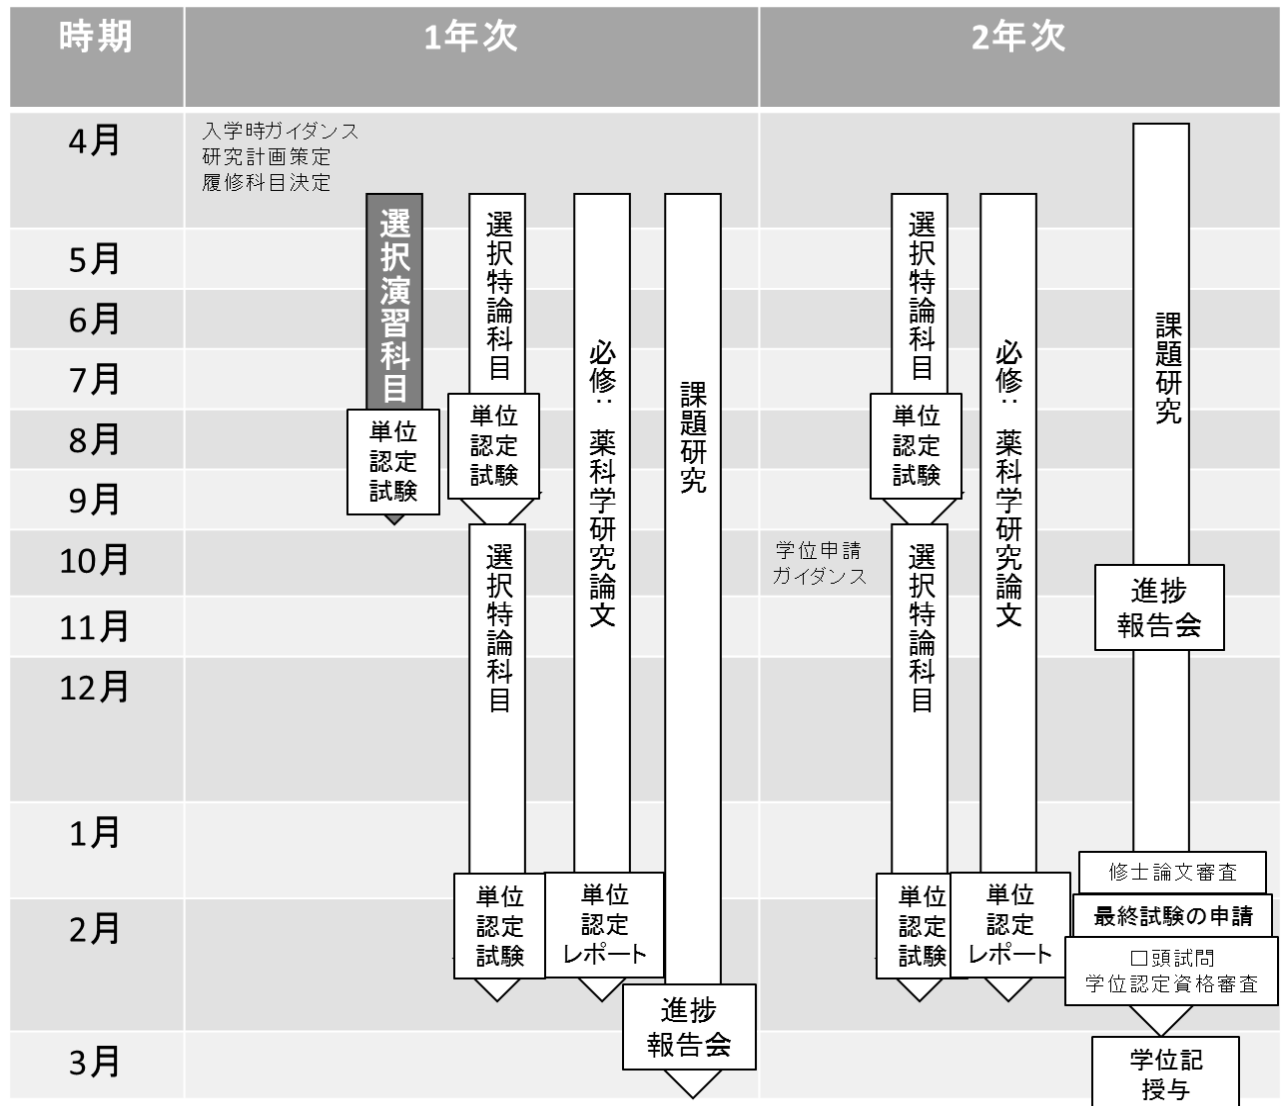 時期
1年次
2年次
4月
5月
6月
7月
8月
9月
10月
11月
12月
1月
2月
3月
入学時ガイダンス
研究計画策定
履修科目決定
選択演習科目
単位
認定
試験
選択特論科目
単位
認定
試験
選択特論科目
単位
認定
試験
必修：薬科学研究論文
単位
認定
レポート
課題研究
進捗
報告会
学位申請
ガイダンス
選択特論科目
単位
認定
試験
選択特論科目
単位
認定
試験
必修：薬科学研究論文
単位
認定
レポート
課題研究
進捗
報告会
修士論文審査
最終試験の申請
口頭試問
学位認定資格審査
学位記
授与